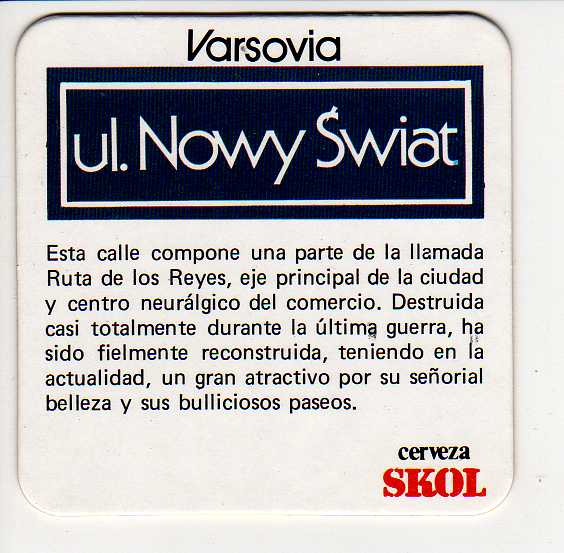 Varsovia
ul. Nowy Świat
Esta calle compone una parte de la llamada
Ruta de los Reyes, eje principal de la ciudad
y centro neurálgico del comercio. Destruida
casi totalmente durante la última guerra, ha
sido fielmente reconstruida, teniendo en la
actualidad, un gran atractivo por su señorial
belleza y sus bulliciosos paseos.
cerveza
SKOL